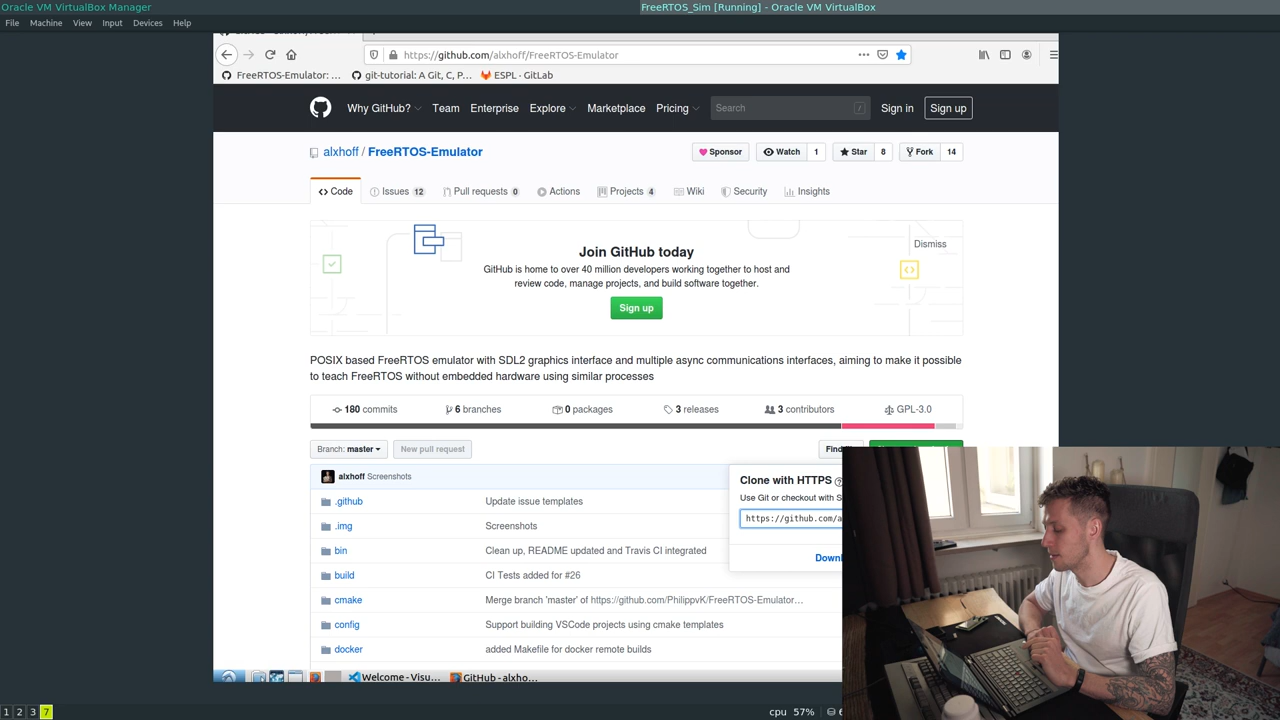 Oracle VM VirtualBox Manager
FreeRTOS_Sim [Running] - Oracle VM VirtualBox
File Machine View Input Devices Help
https://github.com/alxhoff/FreeRTOS-Emulator
FreeRTOS-Emulator: ... git-tutorial: A Git, C, P... ESPL · GitLab
Why GitHub? Team Enterprise Explore Marketplace Pricing Search / Sign in Sign up
alxhoff / FreeRTOS-Emulator
Sponsor Watch 1 Star 8 Fork 14
Code Issues 12 Pull requests 0 Actions Projects 4 Wiki Security Insights
Dismiss
Join GitHub today
GitHub is home to over 40 million developers working together to host and
review code, manage projects, and build software together.
Sign up
POSIX based FreeRTOS emulator with SDL2 graphics interface and multiple async communications interfaces, aiming to make it possible
to teach FreeRTOS without embedded hardware using similar processes
180 commits 6 branches 0 packages 3 releases 3 contributors GPL-3.0
Branch: master New pull request
alxhoff Screenshots
Clone with HTTPS
Use Git or checkout with S
https://github.com/a
Downl
.github Update issue templates
.img Screenshots
bin Clean up, README updated and Travis CI integrated
build CI Tests added for #26
cmake Merge branch 'master' of https://github.com/PhilippvK/FreeRTOS-Emulator...
config Support building VSCode projects using cmake templates
docker added Makefile for docker remote builds
Welcome - Visu... GitHub - alxho...
1 2 3 7
cpu 57%